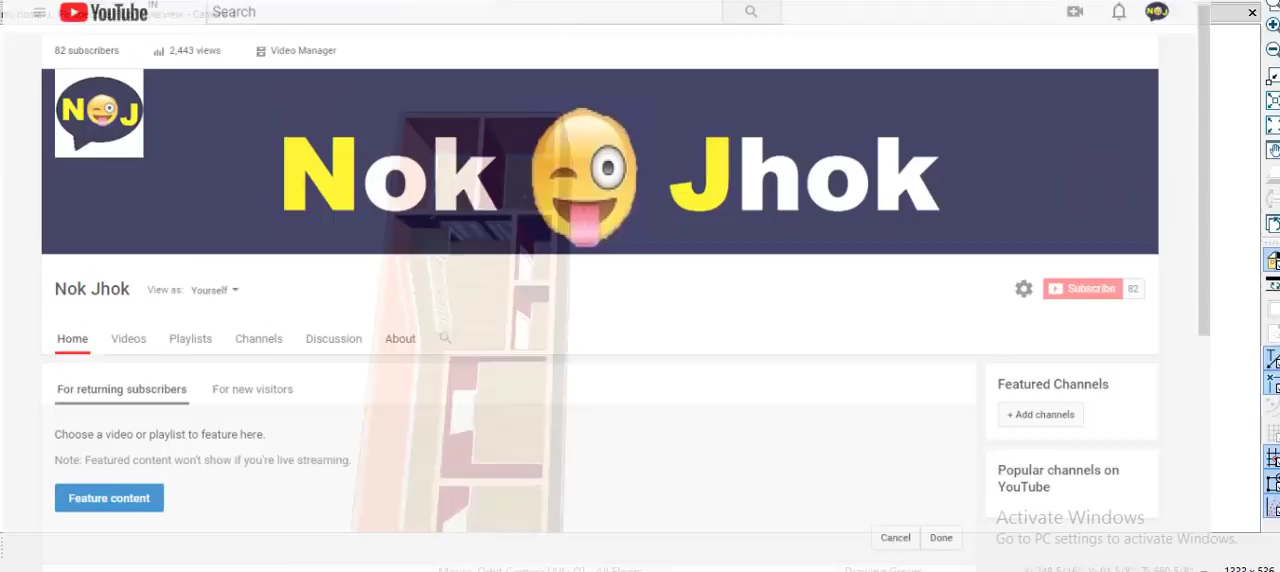 YouTube IN
Search
N J
82 subscribers
2,443 views
Video Manager
N J
Nok Jhok
Nok Jhok
View as: Yourself
Subscribe 82
Home
Videos
Playlists
Channels
Discussion
About
For returning subscribers
For new visitors
Featured Channels
+ Add channels
Choose a video or playlist to feature here.
Note: Featured content won't show if you're live streaming.
Popular channels on
YouTube
Feature content
Activate Windows
Go to PC settings to activate Windows.
Cancel
Done